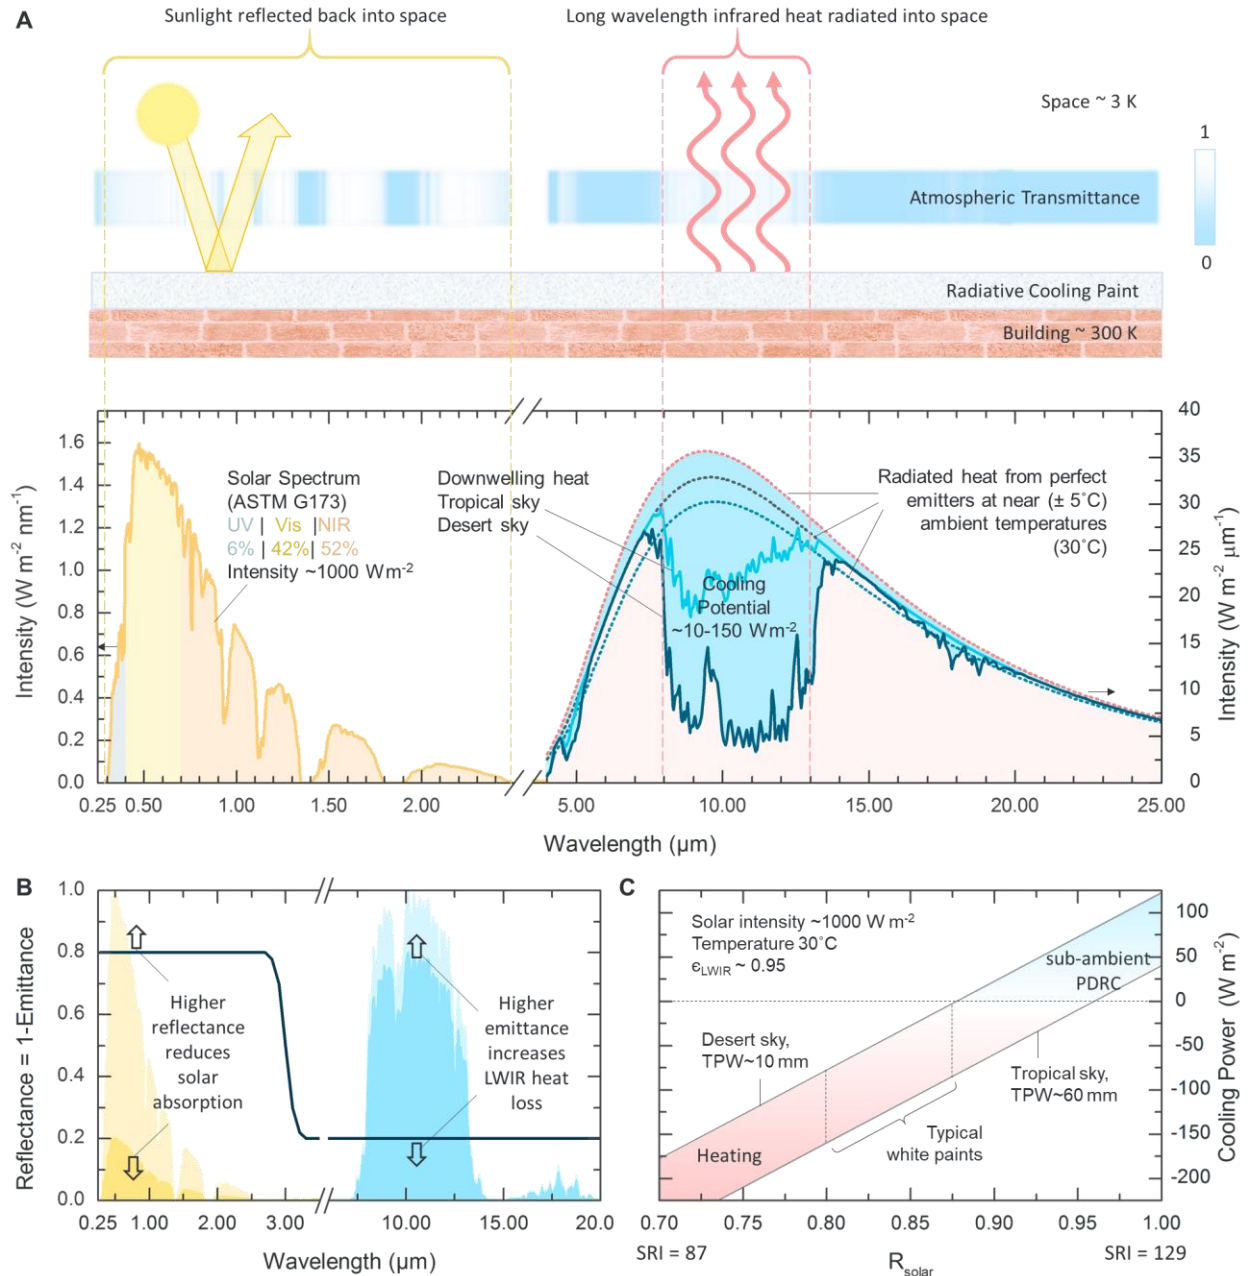 A
Sunlight reflected back into space
Long wavelength infrared heat radiated into space
Space ~ 3 K
1
Atmospheric Transmittance
0
Radiative Cooling Paint
Building ~ 300 K
Intensity (W m-2 nm-1)
1.6
1.4
1.2
1.0
0.8
0.6
0.4
0.2
0.0
Solar Spectrum
(ASTM G173)
UV | Vis |NIR
6% | 42%| 52%
Intensity ~1000 Wm-2
Downwelling heat
Tropical sky
Desert sky
Radiated heat from perfect
emitters at near (± 5˚C)
ambient temperatures
(30˚C)
Cooling
Potential
~10-150 Wm-2
40
35
30
25
20
15
10
5
0
Intensity (W m-2 μm-1)
0.25 0.50 1.00 1.50 2.00 5.00 10.00 15.00 20.00 25.00
Wavelength (μm)
B
Reflectance = 1-Emittance
1.0
0.8
0.6
0.4
0.2
0.0
Higher
reflectance
reduces
solar
absorption
Higher
emittance
increases
LWIR heat
loss
0.25 1.00 2.00 3.00 10.00 15.00 20.0
Wavelength (μm)
C
Solar intensity ~1000 W m-2
Temperature 30˚C
ϵLWIR ~ 0.95
sub-ambient
PDRC
Desert sky,
TPW~10 mm
Tropical sky,
TPW~60 mm
Typical
white paints
Heating
100
50
0
-50
-100
-150
-200
Cooling Power (W m-2)
0.70 0.75 0.80 0.85 0.90 0.95 1.00
SRI = 87
Rsolar
SRI = 129